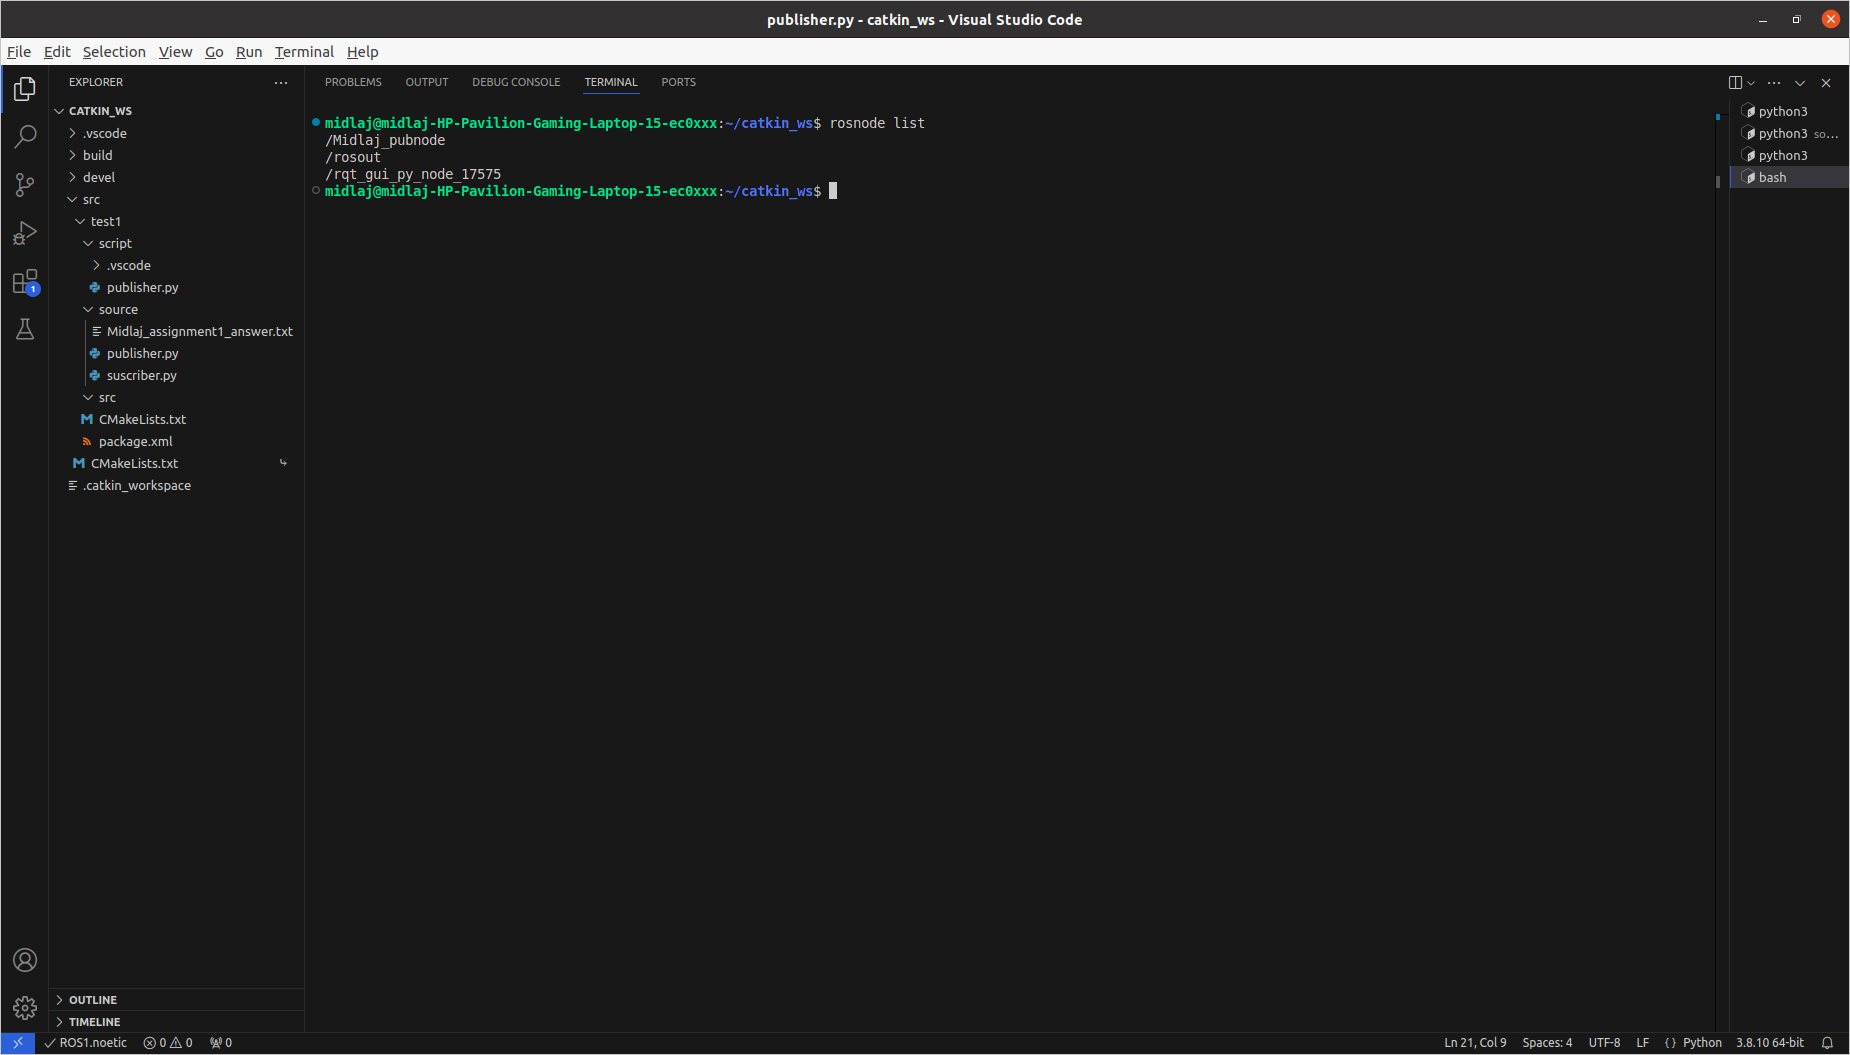 publisher.py - catkin_ws - Visual Studio Code
File Edit Selection View Go Run Terminal Help
EXPLORER
PROBLEMS OUTPUT DEBUG CONSOLE TERMINAL PORTS
CATKIN_WS
.vscode
build
devel
src
test1
script
.vscode
publisher.py
source
Midlaj_assignment1_answer.txt
publisher.py
suscriber.py
src
CMakeLists.txt
package.xml
CMakeLists.txt
.catkin_workspace
1
OUTLINE
TIMELINE
midlaj@midlaj-HP-Pavilion-Gaming-Laptop-15-ec0xxx:~/catkin_ws$ rosnode list
/Midlaj_pubnode
/rosout
/rqt_gui_py_node_17575
midlaj@midlaj-HP-Pavilion-Gaming-Laptop-15-ec0xxx:~/catkin_ws$
python3
python3 so...
python3
bash
ROS1.noetic 0 0 0 Ln 21, Col 9 Spaces: 4 UTF-8 LF {} Python 3.8.10 64-bit